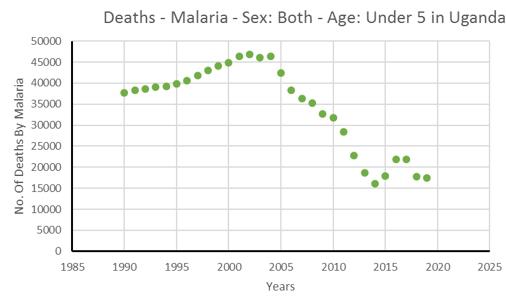 Deaths - Malaria - Sex: Both - Age: Under 5 in Uganda
No. Of Deaths By Malaria
50000
45000
40000
35000
30000
25000
20000
15000
10000
5000
0
1985 1990 1995 2000 2005 2010 2015 2020 2025
Years